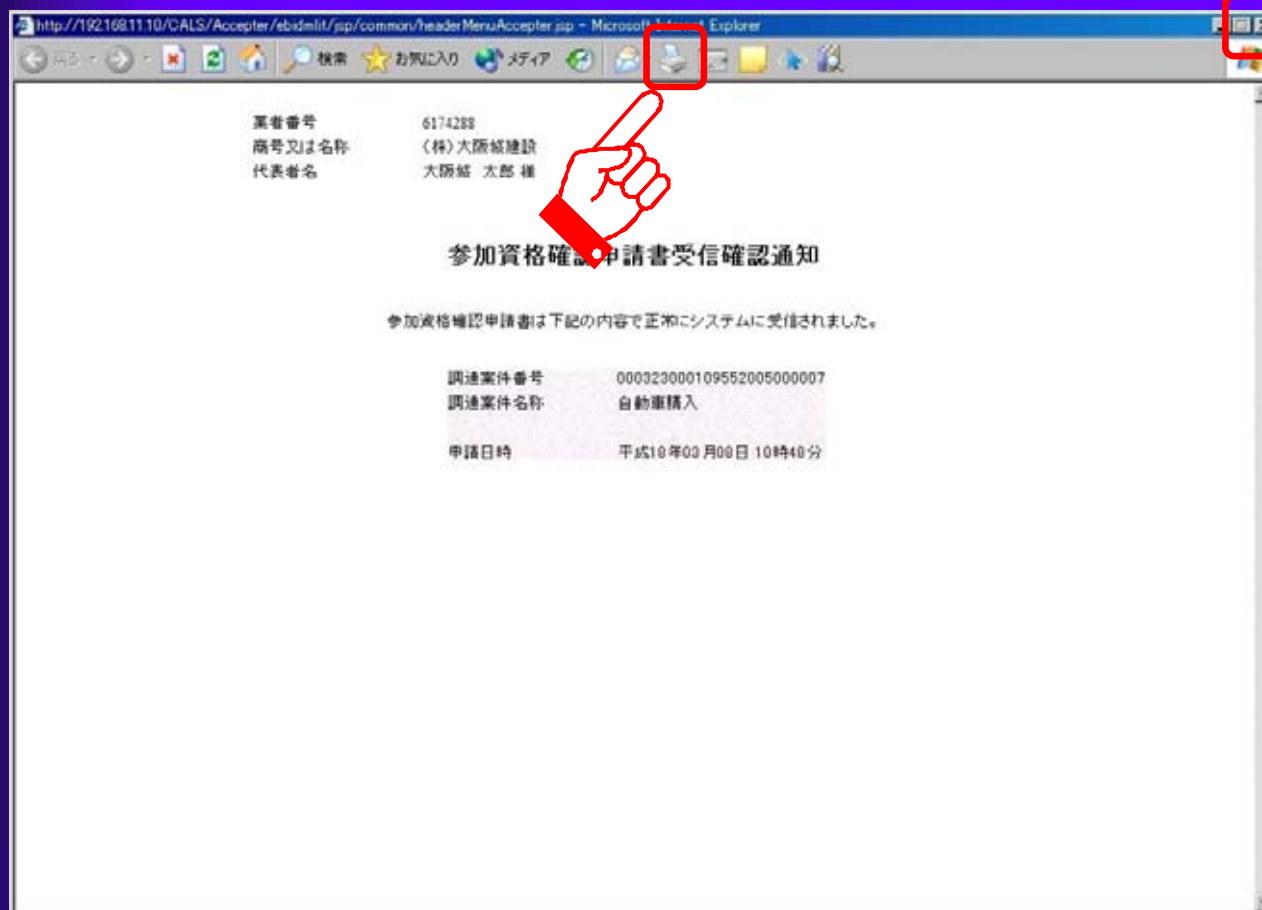 http://192.168.11.10/CALS/Accepter/ebidmlit/jsp/common/headerMenuAccepter.jsp - Microsoft Internet Explorer
戻る 検索 お気に入り メディア
業者番号 6174288
商号又は名称 (株)大阪城建設
代表者名 大阪城 太郎 様
参加資格確認申請書受信確認通知
参加資格確認申請書は下記の内容で正常にシステムに受信されました。
調達案件番号 000323000109552005000007
調達案件名称 自動車購入
申請日時 平成18年03月08日 10時48分